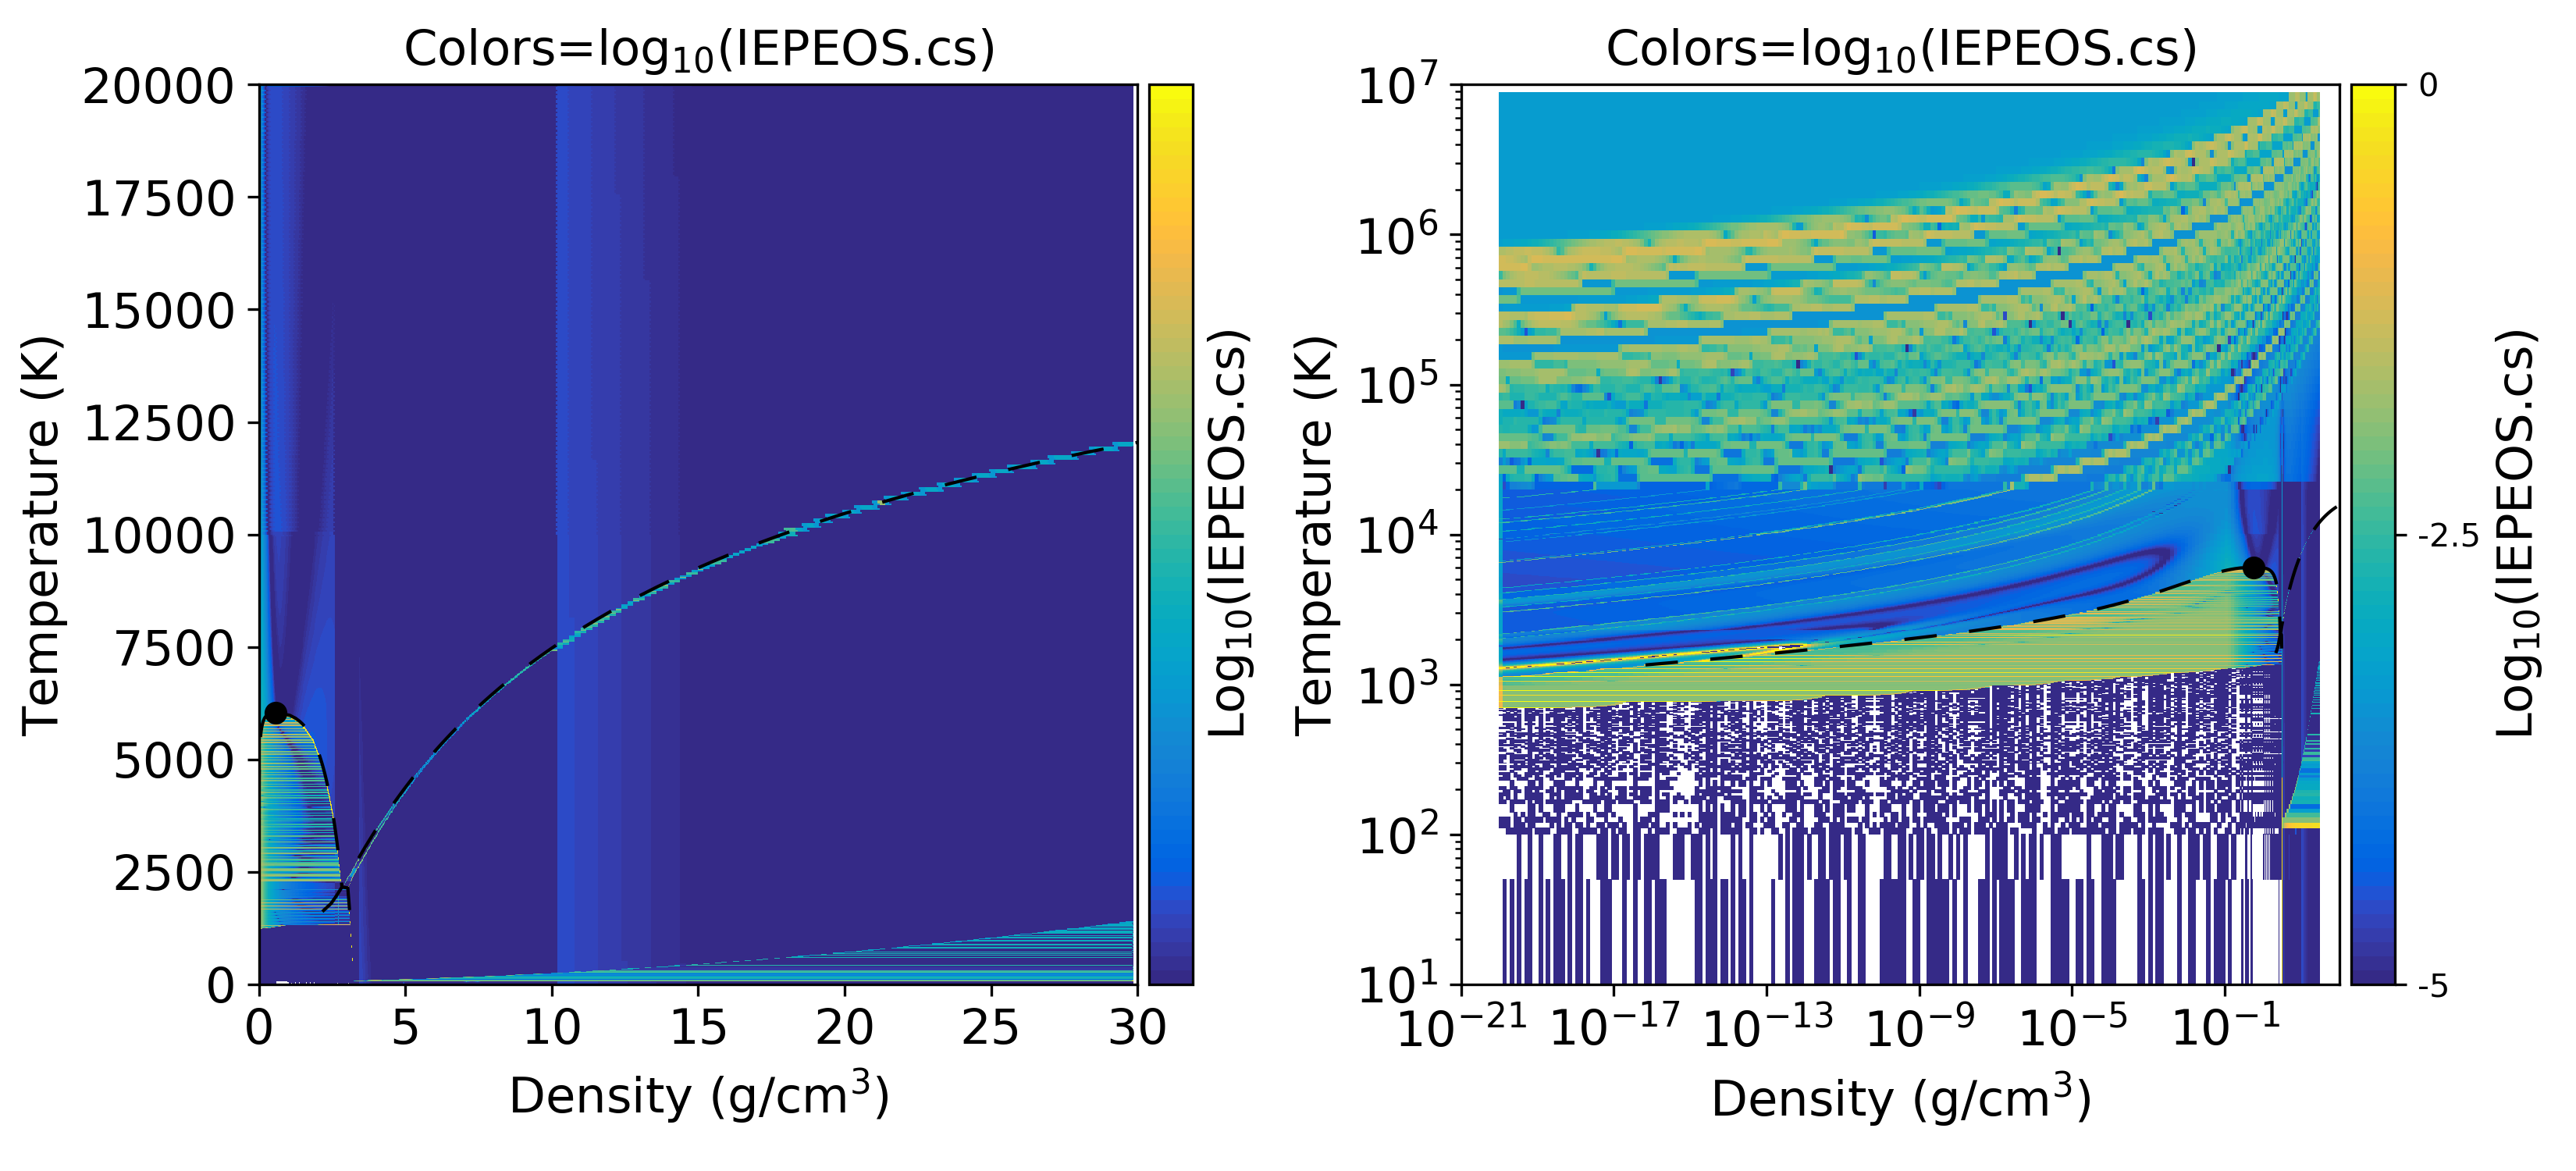 Colors=log₁₀(IEPEOS.cs)
20000
17500
15000
12500
10000
7500
5000
2500
0
Temperature (K)
0 5 10 15 20 25 30
Density (g/cm³)
Log₁₀(IEPEOS.cs)
Colors=log₁₀(IEPEOS.cs)
10⁷
10⁶
10⁵
10⁴
10³
10²
10¹
Temperature (K)
10⁻²¹ 10⁻¹⁷ 10⁻¹³ 10⁻⁹ 10⁻⁵ 10⁻¹
Density (g/cm³)
0
-2.5
-5
Log₁₀(IEPEOS.cs)